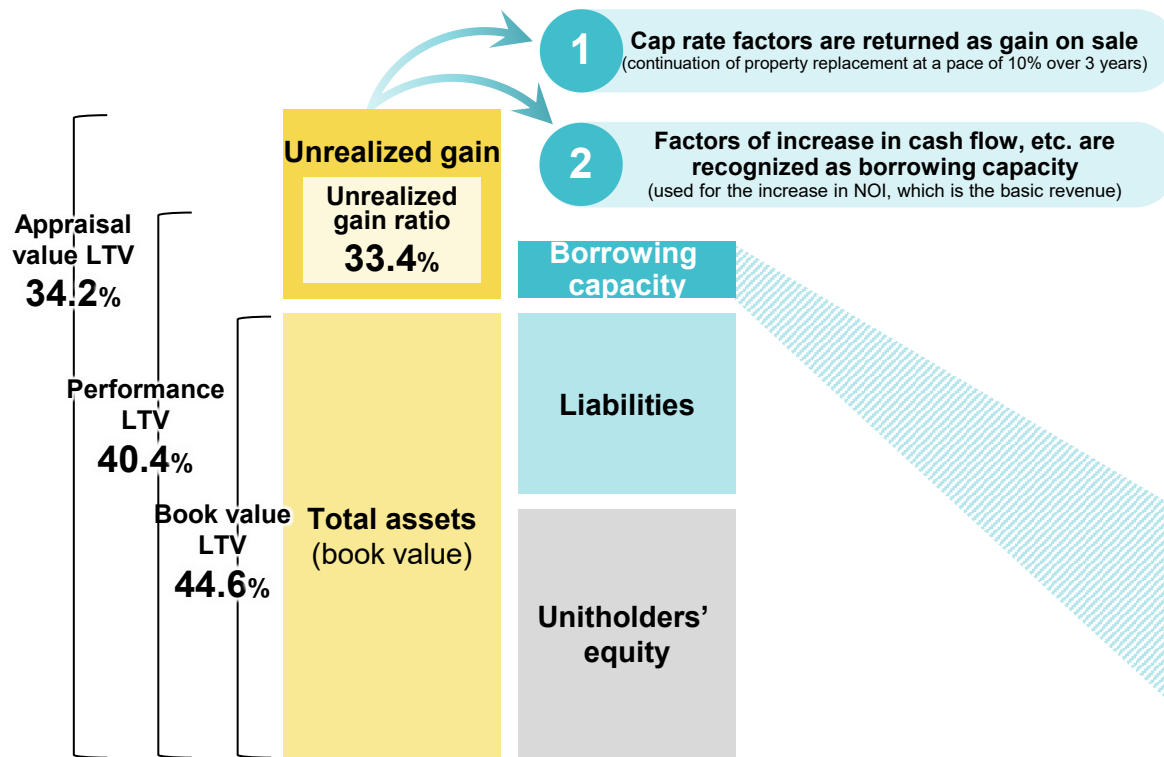 1
Cap rate factors are returned as gain on sale
(continuation of property replacement at a pace of 10% over 3 years)
2
Factors of increase in cash flow, etc. are
recognized as borrowing capacity
(used for the increase in NOI, which is the basic revenue)
Unrealized gain
Unrealized
gain ratio
33.4%
Appraisal
value LTV
34.2%
Borrowing
capacity
Performance
LTV
40.4%
Liabilities
Book value
LTV
44.6%
Total assets
(book value)
Unitholders’
equity